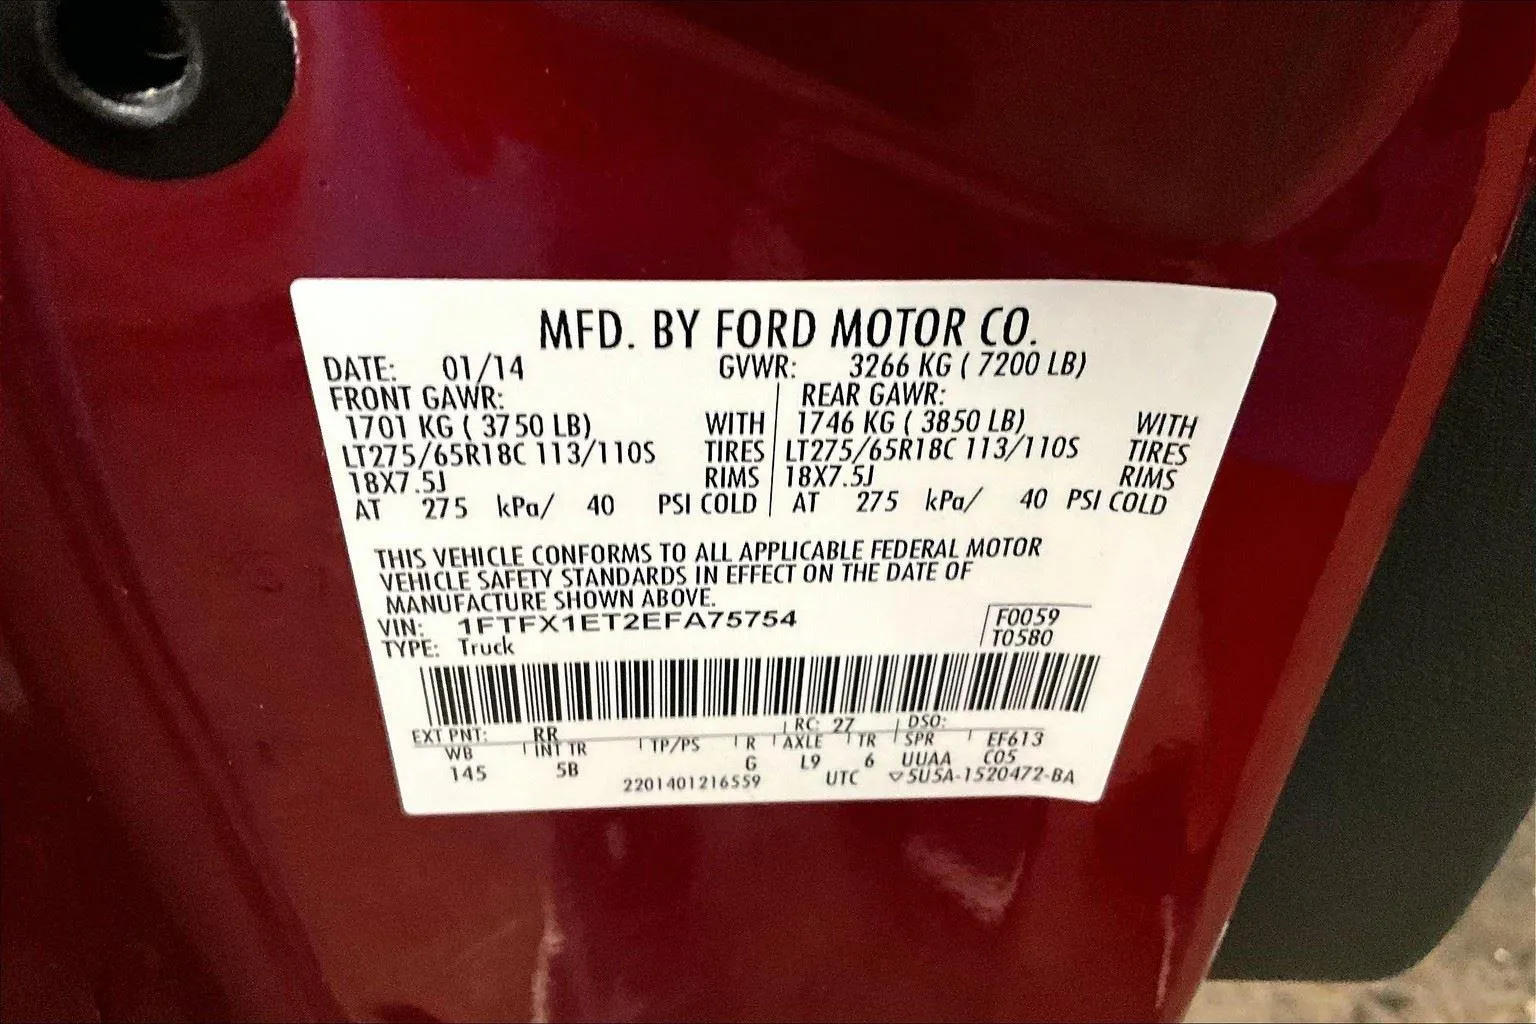 MFD. BY FORD MOTOR CO.
DATE: 01/14 GVWR: 3266 KG ( 7200 LB)
FRONT GAWR: REAR GAWR:
1701 KG ( 3750 LB) WITH 1746 KG ( 3850 LB) WITH
LT275/65R18C 113/110S TIRES LT275/65R18C 113/110S TIRES
18X7.5J RIMS 18X7.5J RIMS
AT 275 kPa/ 40 PSI COLD AT 275 kPa/ 40 PSI COLD
THIS VEHICLE CONFORMS TO ALL APPLICABLE FEDERAL MOTOR
VEHICLE SAFETY STANDARDS IN EFFECT ON THE DATE OF
MANUFACTURE SHOWN ABOVE.
VIN: 1FTFX1ET2EFA75754 F0059
TYPE: Truck T0580
EXT PNT: RR RC: 27 DSO:
WB INT TR TP/PS R AXLE TR SPR EF613
145 5B G L9 6 UUAA C05
2201401216559 UTC ▽5U5A-1520472-BA